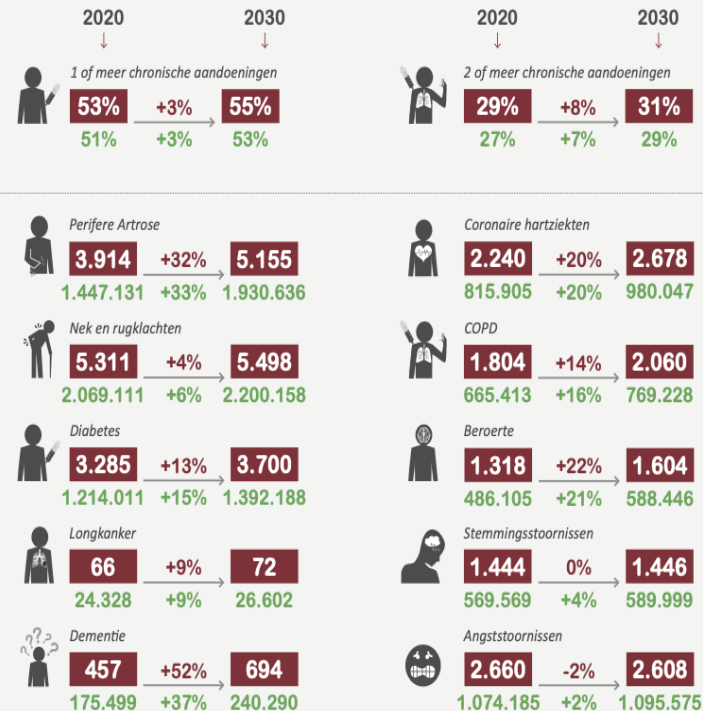 2020 2030 2020 2030
1 of meer chronische aandoeningen
53% +3% 55%
51% +3% 53%
2 of meer chronische aandoeningen
29% +8% 31%
27% +7% 29%
Perifere Artrose
3.914 +32% 5.155
1.447.131 +33% 1.930.636
Coronaire hartziekten
2.240 +20% 2.678
815.905 +20% 980.047
Nek en rugklachten
5.311 +4% 5.498
2.069.111 +6% 2.200.158
COPD
1.804 +14% 2.060
665.413 +16% 769.228
Diabetes
3.285 +13% 3.700
1.214.011 +15% 1.392.188
Beroerte
1.318 +22% 1.604
486.105 +21% 588.446
Longkanker
66 +9% 72
24.328 +9% 26.602
Stemmingsstoornissen
1.444 0% 1.446
569.569 +4% 589.999
? ? ? ? ?
Dementie
457 +52% 694
175.499 +37% 240.290
Angststoornissen
2.660 -2% 2.608
1.074.185 +2% 1.095.575